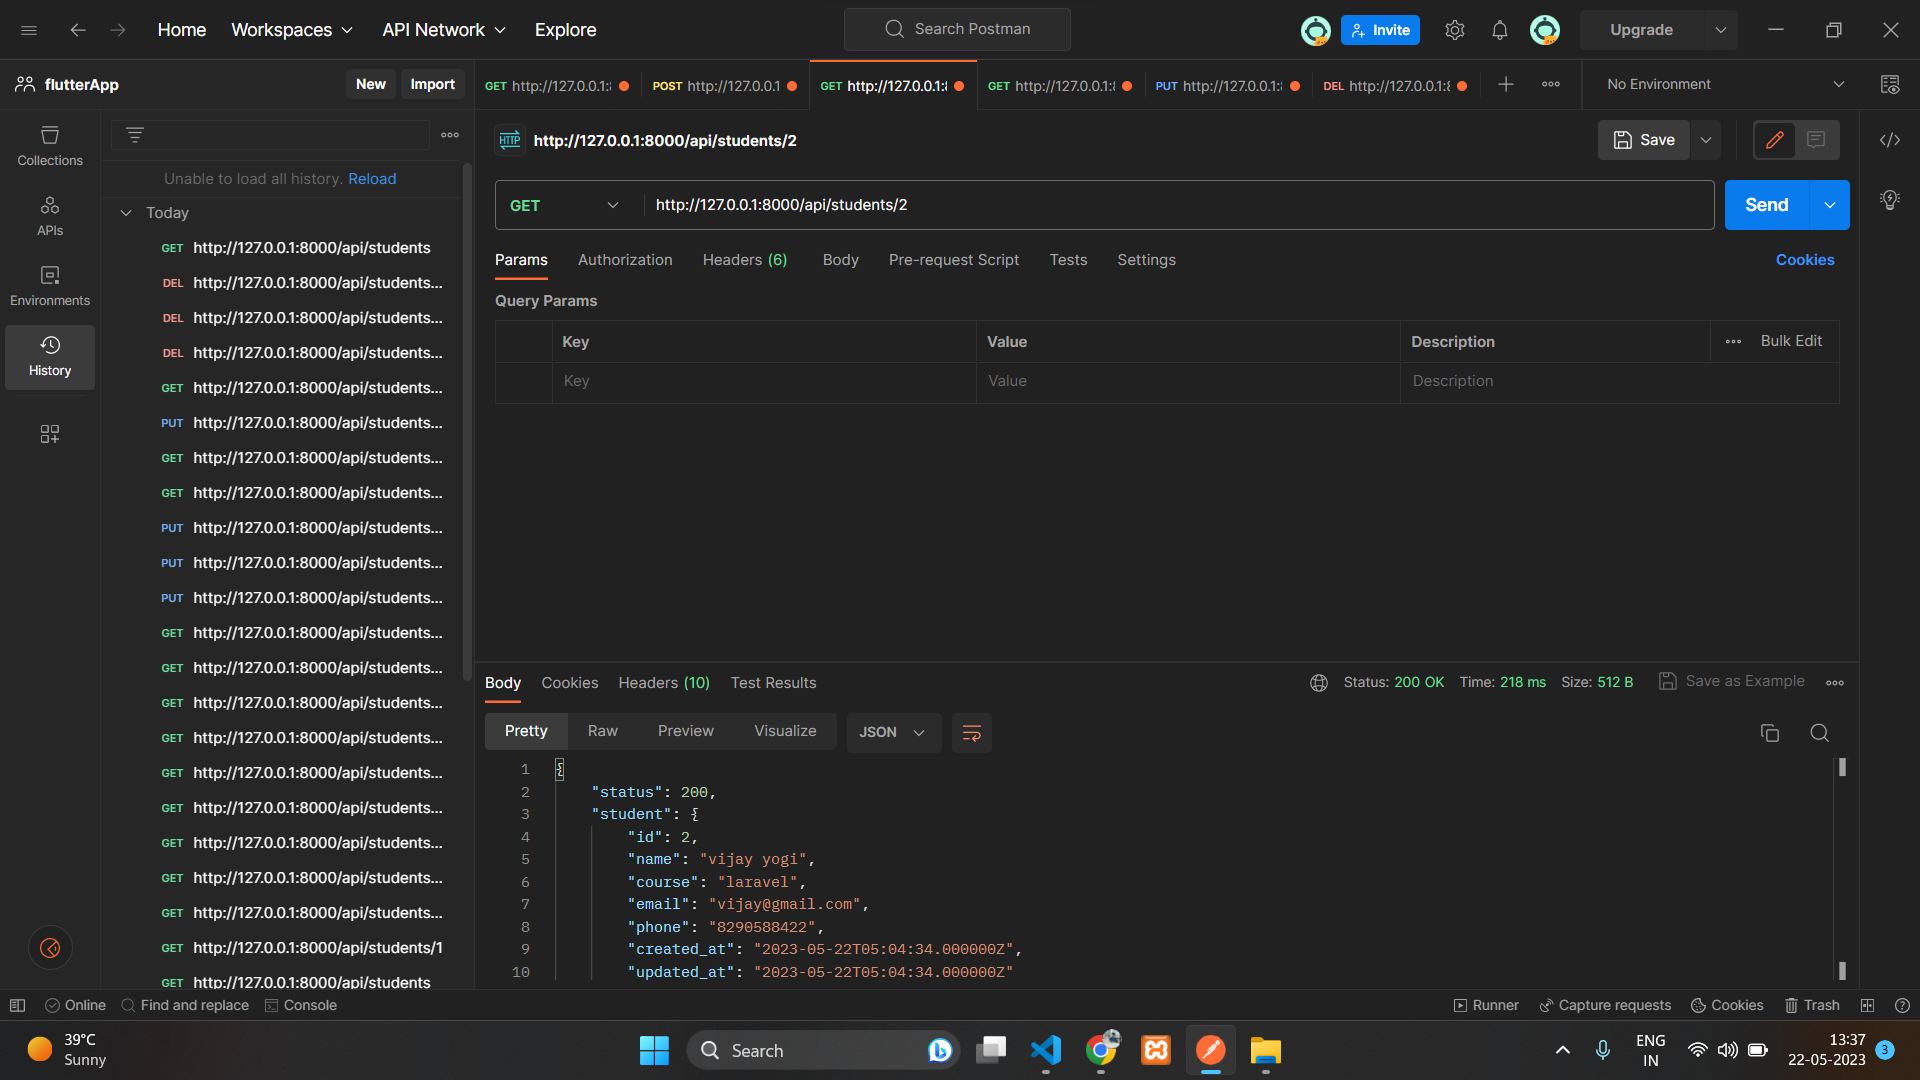 Home Workspaces API Network Explore Search Postman Invite Upgrade
flutterApp New Import GET http://127.0.0.1:8 POST http://127.0.0.1 GET http://127.0.0.1:8 GET http://127.0.0.1:8 PUT http://127.0.0.1:8 DEL http://127.0.0.1:8 No Environment
Collections
APIs
Environments
History
Unable to load all history. Reload
Today
GET http://127.0.0.1:8000/api/students
DEL http://127.0.0.1:8000/api/students...
DEL http://127.0.0.1:8000/api/students...
DEL http://127.0.0.1:8000/api/students...
GET http://127.0.0.1:8000/api/students...
PUT http://127.0.0.1:8000/api/students...
GET http://127.0.0.1:8000/api/students...
GET http://127.0.0.1:8000/api/students...
PUT http://127.0.0.1:8000/api/students...
PUT http://127.0.0.1:8000/api/students...
PUT http://127.0.0.1:8000/api/students...
GET http://127.0.0.1:8000/api/students...
GET http://127.0.0.1:8000/api/students...
GET http://127.0.0.1:8000/api/students...
GET http://127.0.0.1:8000/api/students...
GET http://127.0.0.1:8000/api/students...
GET http://127.0.0.1:8000/api/students...
GET http://127.0.0.1:8000/api/students...
GET http://127.0.0.1:8000/api/students...
GET http://127.0.0.1:8000/api/students...
GET http://127.0.0.1:8000/api/students/1
GET http://127.0.0.1:8000/api/students
HTTP http://127.0.0.1:8000/api/students/2 Save
GET http://127.0.0.1:8000/api/students/2 Send
Params Authorization Headers (6) Body Pre-request Script Tests Settings Cookies
Query Params
Key Value Description Bulk Edit
Key Value Description
Body Cookies Headers (10) Test Results Status: 200 OK Time: 218 ms Size: 512 B Save as Example
Pretty Raw Preview Visualize JSON
1 {
2 "status": 200,
3 "student": {
4 "id": 2,
5 "name": "vijay yogi",
6 "course": "laravel",
7 "email": "vijay@gmail.com",
8 "phone": "8290588422",
9 "created_at": "2023-05-22T05:04:34.000000Z",
10 "updated_at": "2023-05-22T05:04:34.000000Z"
Online Find and replace Console Runner Capture requests Cookies Trash
39°C
Sunny
Search
ENG
IN
13:37
22-05-2023
3